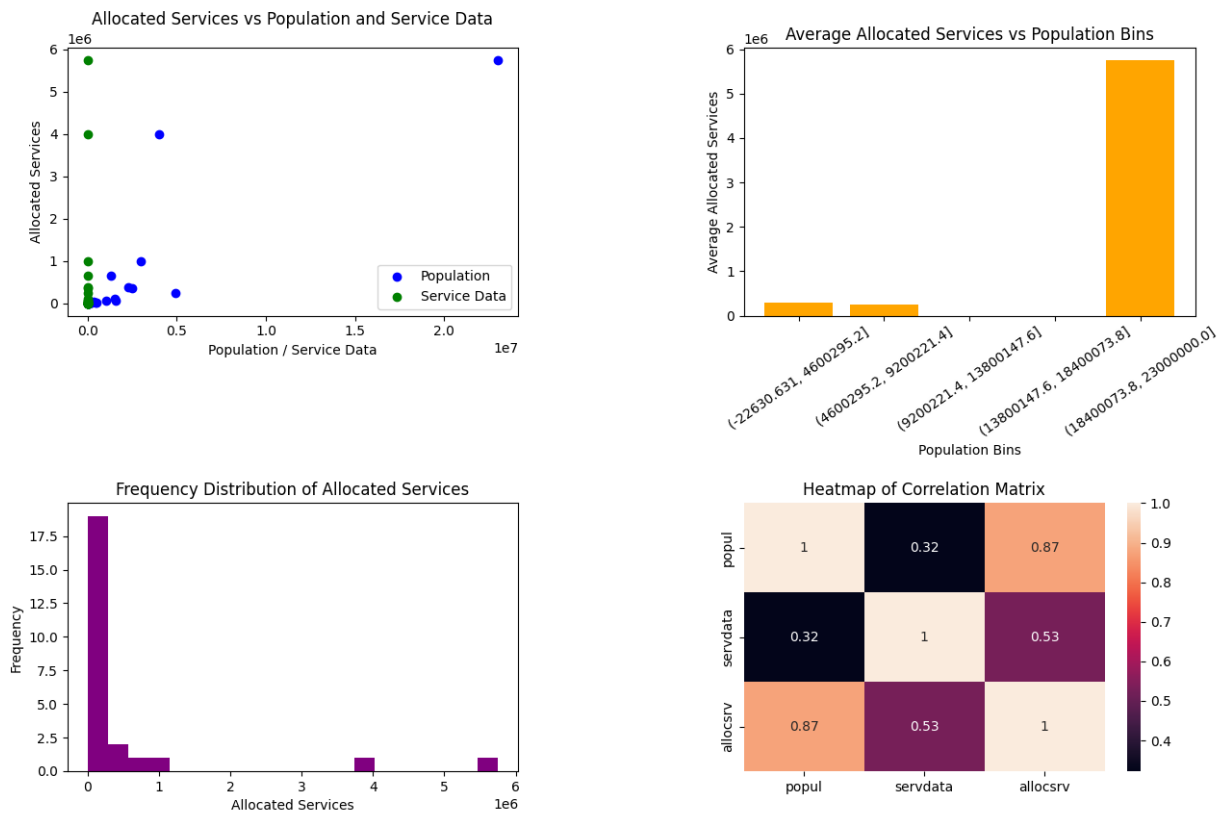 Allocated Services vs Population and Service Data
1e6
6
5
4
3
2
1
0
Allocated Services
Population
Service Data
0.0 0.5 1.0 1.5 2.0
1e7
Population / Service Data
Average Allocated Services vs Population Bins
1e6
6
5
4
3
2
1
0
Average Allocated Services
(-22630.631, 4600295.2]
(4600295.2, 9200221.4]
(9200221.4, 13800147.6]
(13800147.6, 18400073.8]
(18400073.8, 23000000.0]
Population Bins
Frequency Distribution of Allocated Services
17.5
15.0
12.5
10.0
7.5
5.0
2.5
0.0
Frequency
0 1 2 3 4 5 6
1e6
Allocated Services
Heatmap of Correlation Matrix
popul
servdata
allocsrv
1 0.32 0.87
0.32 1 0.53
0.87 0.53 1
popul servdata allocsrv
1.0
0.9
0.8
0.7
0.6
0.5
0.4